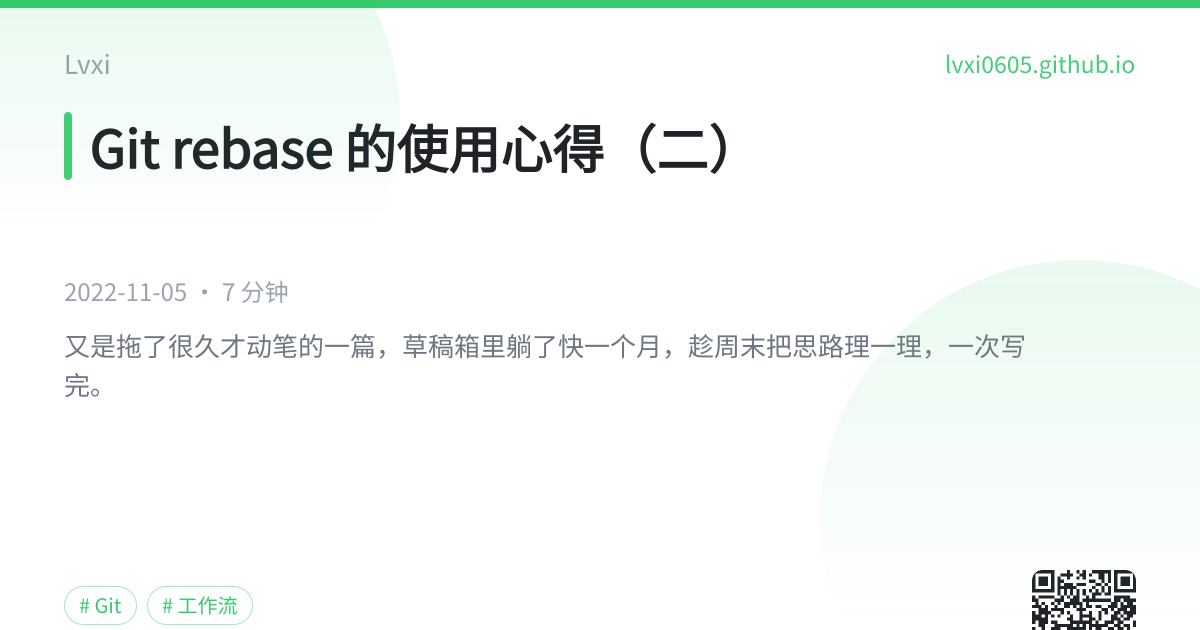 Lvxi
lvxi0605.github.io
Git rebase 的使用心得（二）
2022-11-05 · 7 分钟
又是拖了很久才动笔的一篇，草稿箱里躺了快一个月，趁周末把思路理一理，一次写
完。
# Git
# 工作流